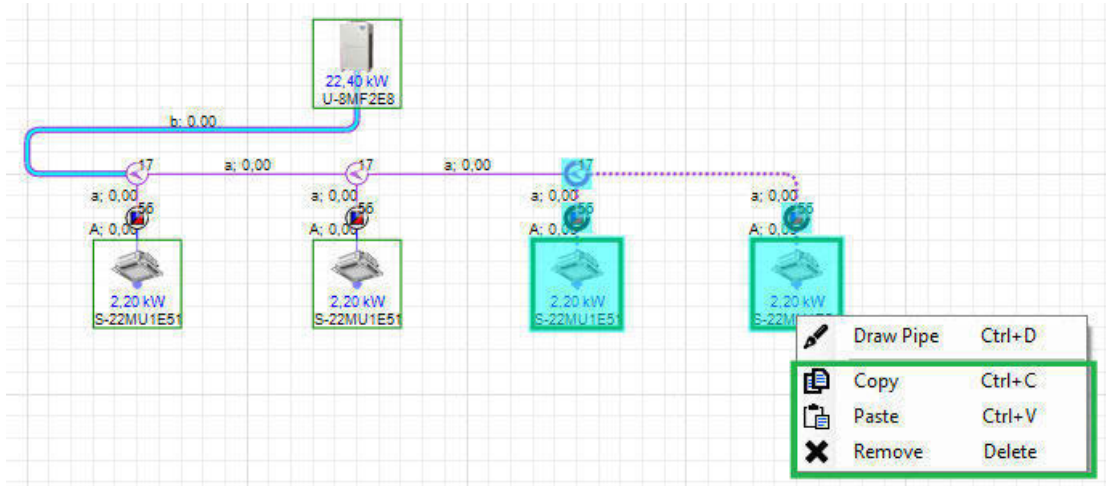 22,40 kW
U-8MF2E8
b: 0.00
17
a; 0,00
17
a; 0,00
17
a; 0,00
56
a; 0,00
56
a; 0,00
56
a; 0,00
56
A; 0,00
A; 0,00
A; 0,00
A; 0,00
2,20 kW
S-22MU1E51
2,20 kW
S-22MU1E51
2,20 kW
S-22MU1E51
2,20 kW
Draw Pipe Ctrl+D
Copy Ctrl+C
Paste Ctrl+V
Remove Delete